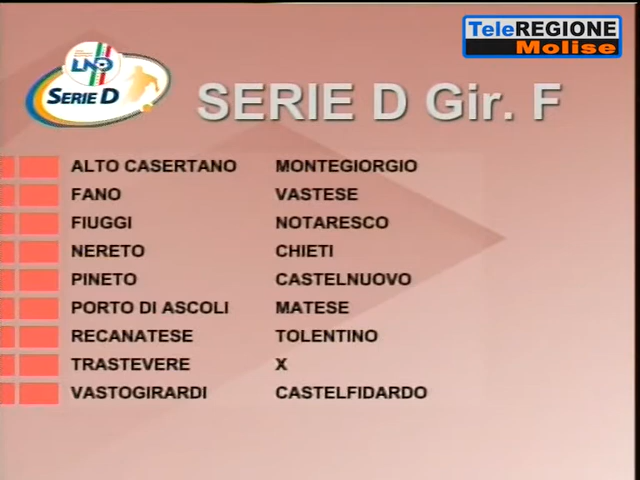 TeleREGIONE
Molise
LND
SERIE D
SERIE D Gir. F
ALTO CASERTANO MONTEGIORGIO
FANO VASTESE
FIUGGI NOTARESCO
NERETO CHIETI
PINETO CASTELNUOVO
PORTO DI ASCOLI MATESE
RECANATESE TOLENTINO
TRASTEVERE X
VASTOGIRARDI CASTELFIDARDO